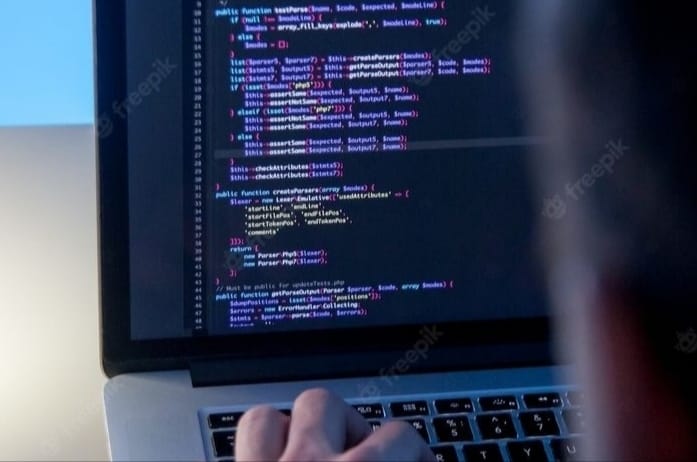 public function testParse($name, $code, $expected, $modeLine) {
if (null !== $modeLine) {
$modes = array_fill_keys(explode(',', $modeLine), true);
} else {
$modes = [];
}
list($parser5, $parser7) = $this->createParsers($modes);
list($stmts5, $output5) = $this->getParseOutput($parser5, $code, $modes);
list($stmts7, $output7) = $this->getParseOutput($parser7, $code, $modes);
if (isset($modes['php5'])) {
$this->assertSame($expected, $output5, $name);
$this->assertNotSame($expected, $output7, $name);
} elseif (isset($modes['php7'])) {
$this->assertNotSame($expected, $output5, $name);
$this->assertSame($expected, $output7, $name);
} else {
$this->assertSame($expected, $output5, $name);
$this->assertSame($expected, $output7, $name);
}
$this->checkAttributes($stmts5);
$this->checkAttributes($stmts7);
}
public function createParsers(array $modes) {
$lexer = new Lexer\Emulative(['usedAttributes' => [
'startLine', 'endLine',
'startFilePos', 'endFilePos',
'startTokenPos', 'endTokenPos',
'comments'
]]);
return [
new Parser\Php5($lexer),
new Parser\Php7($lexer),
];
}
// Must be public for updateTests.php
public function getParseOutput(Parser $parser, $code, array $modes) {
$dumpPositions = isset($modes['positions']);
$errors = new ErrorHandler\Collecting;
$stmts = $parser->parse($code, $errors);
esc
%
5
^
6
&
7
R
T
Y
U
freepik
freepik
freepik
freepik